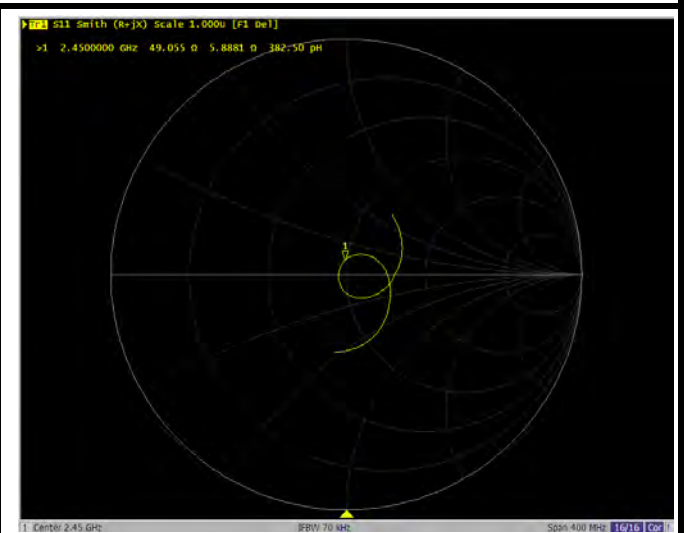 Tr1 S11 Smith (R+jX) Scale 1.000U [F1 Del]
>1 2.4500000 GHz 49.055 Ω 5.8881 Ω 382.50 pH
1
1 Center 2.45 GHz IFBW 70 kHz Span 400 MHz 16/16 Cor !